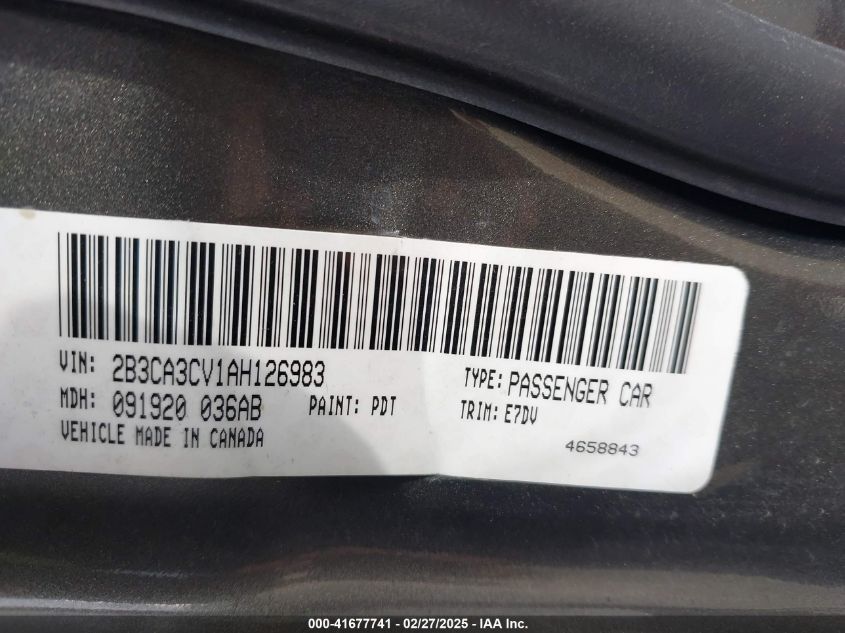 VIN: 2B3CA3CV1AH126983 TYPE: PASSENGER CAR
MDH: 091920 036AB PAINT: PDT TRIM: E7DV
VEHICLE MADE IN CANADA 4658843
000-41677741 - 02/27/2025 - IAA Inc.